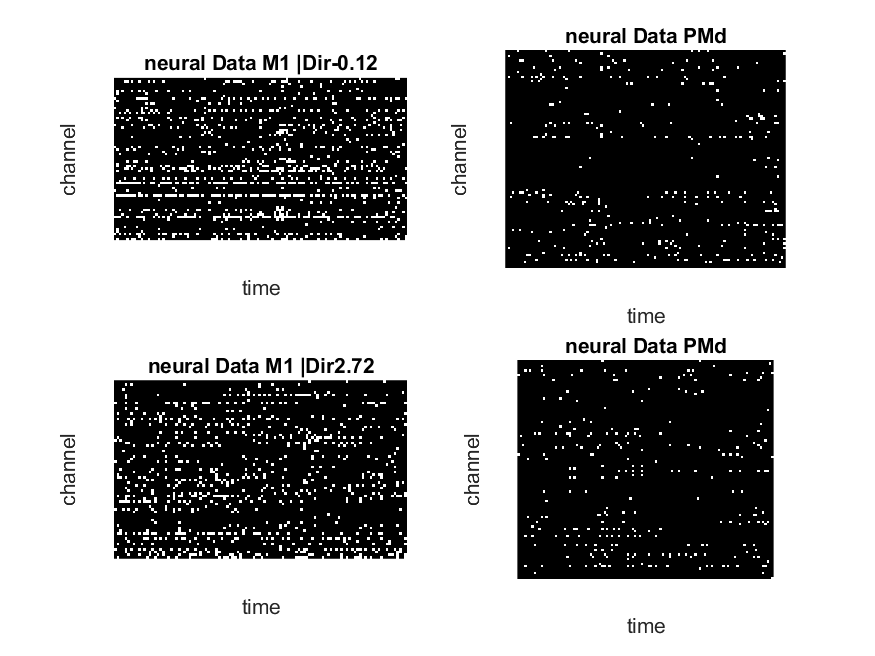 neural Data M1 |Dir-0.12
channel
time
neural Data PMd
channel
time
neural Data M1 |Dir2.72
channel
time
neural Data PMd
channel
time